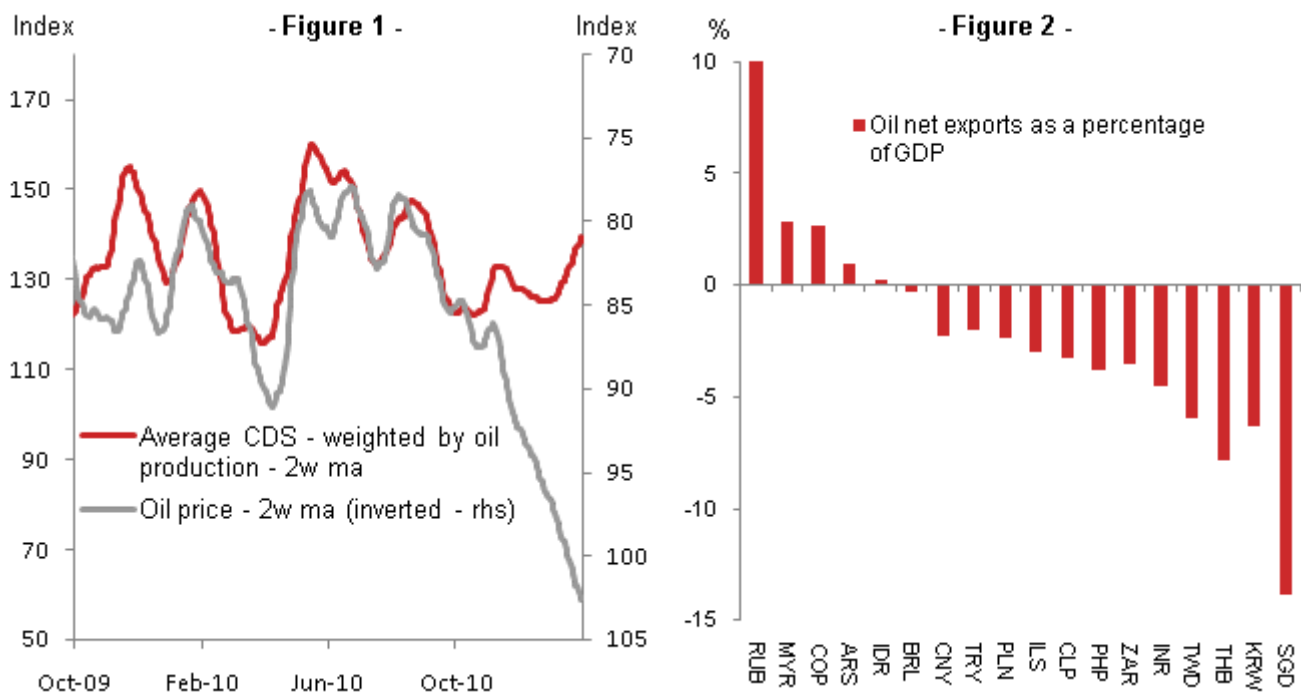 Index
- Figure 1 -
Index
170
150
130
110
90
70
50
70
75
80
85
90
95
100
105
Average CDS - weighted by oil
production - 2w ma
Oil price - 2w ma (inverted - rhs)
Oct-09
Feb-10
Jun-10
Oct-10
%
- Figure 2 -
10
5
0
-5
-10
-15
Oil net exports as a percentage
of GDP
RUB
MYR
COP
ARS
IDR
BRL
CNY
TRY
PLN
ILS
CLP
PHP
ZAR
INR
TWD
THB
KRW
SGD